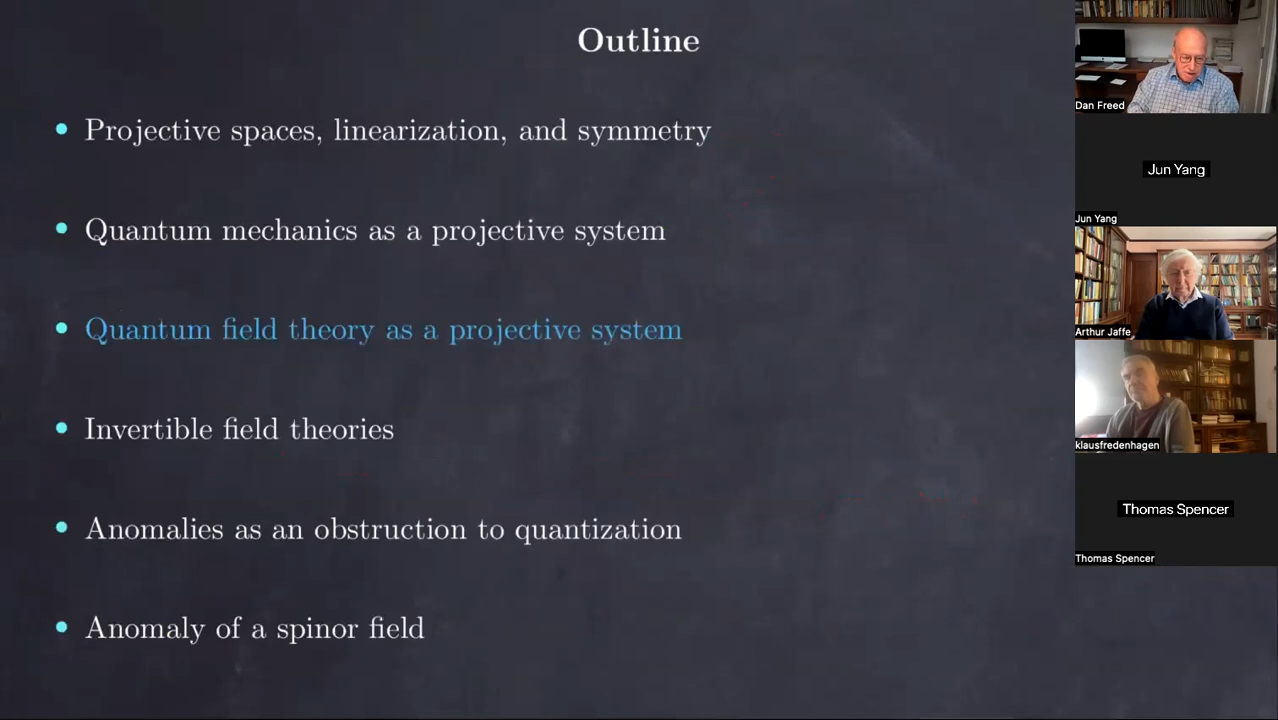 Outline
Projective spaces, linearization, and symmetry
Quantum mechanics as a projective system
Quantum field theory as a projective system
Invertible field theories
Anomalies as an obstruction to quantization
Anomaly of a spinor field
Dan Freed
Jun Yang
Jun Yang
Arthur Jaffe
klausfredenhagen
Thomas Spencer
Thomas Spencer